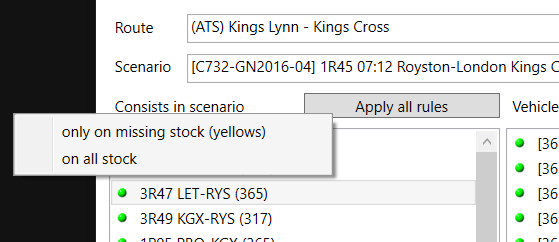 Route (ATS) Kings Lynn - Kings Cross
Scenario [C732-GN2016-04] 1R45 07:12 Royston-London Kings C
Consists in scenario Apply all rules Vehicle
only on missing stock (yellows) [36
on all stock [36
[36
3R47 LET-RYS (365) [36
3R49 KGX-RYS (317) [36